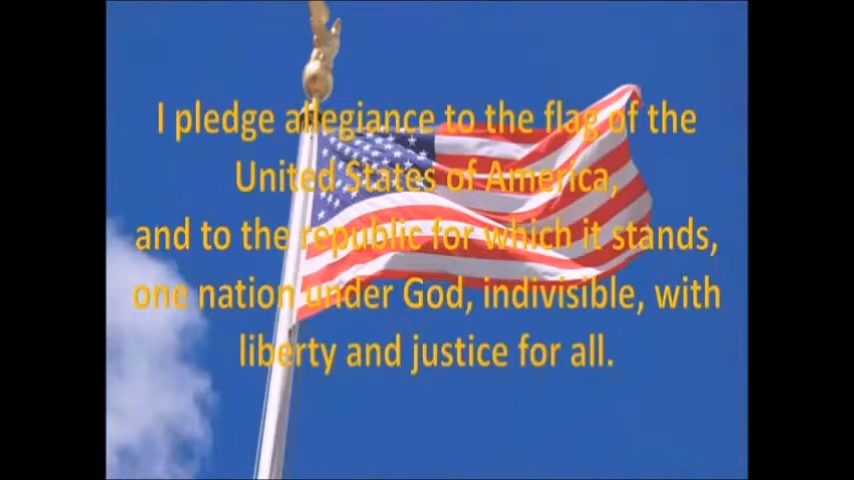 I pledge allegiance to the flag of the
United States of America,
and to the republic for which it stands,
one nation under God, indivisible, with
liberty and justice for all.